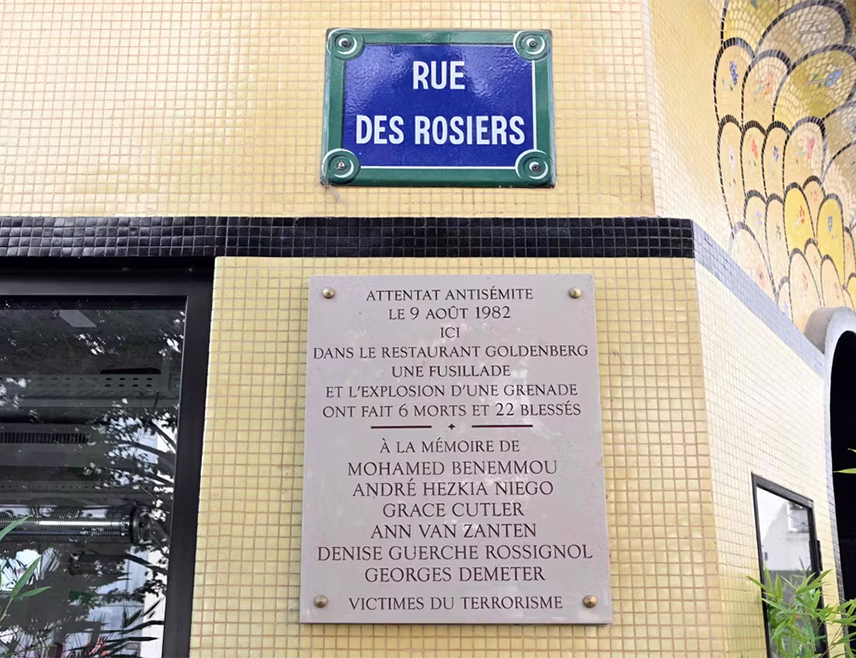 RUE
DES ROSIERS
ATTENTAT ANTISÉMITE
LE 9 AOÛT 1982
ICI
DANS LE RESTAURANT GOLDENBERG
UNE FUSILLADE
ET L'EXPLOSION D'UNE GRENADE
ONT FAIT 6 MORTS ET 22 BLESSÉS
À LA MÉMOIRE DE
MOHAMED BENEMMOU
ANDRÉ HEZKIA NIEGO
GRACE CUTLER
ANN VAN ZANTEN
DENISE GUERCHE ROSSIGNOL
GEORGES DEMETER
VICTIMES DU TERRORISME